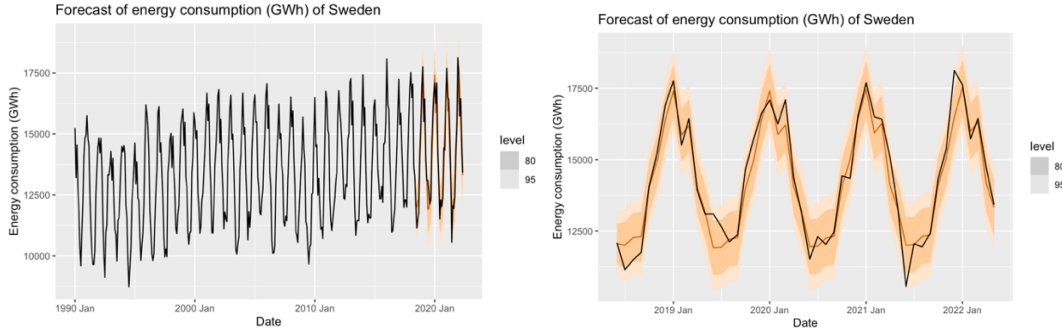 Forecast of energy consumption (GWh) of Sweden
Energy consumption (GWh)
17500
15000
12500
10000
1990 Jan
2000 Jan
2010 Jan
2020 Jan
Date
level
80
95
Forecast of energy consumption (GWh) of Sweden
Energy consumption (GWh)
17500
15000
12500
2019 Jan
2020 Jan
2021 Jan
2022 Jan
Date
level
80
95